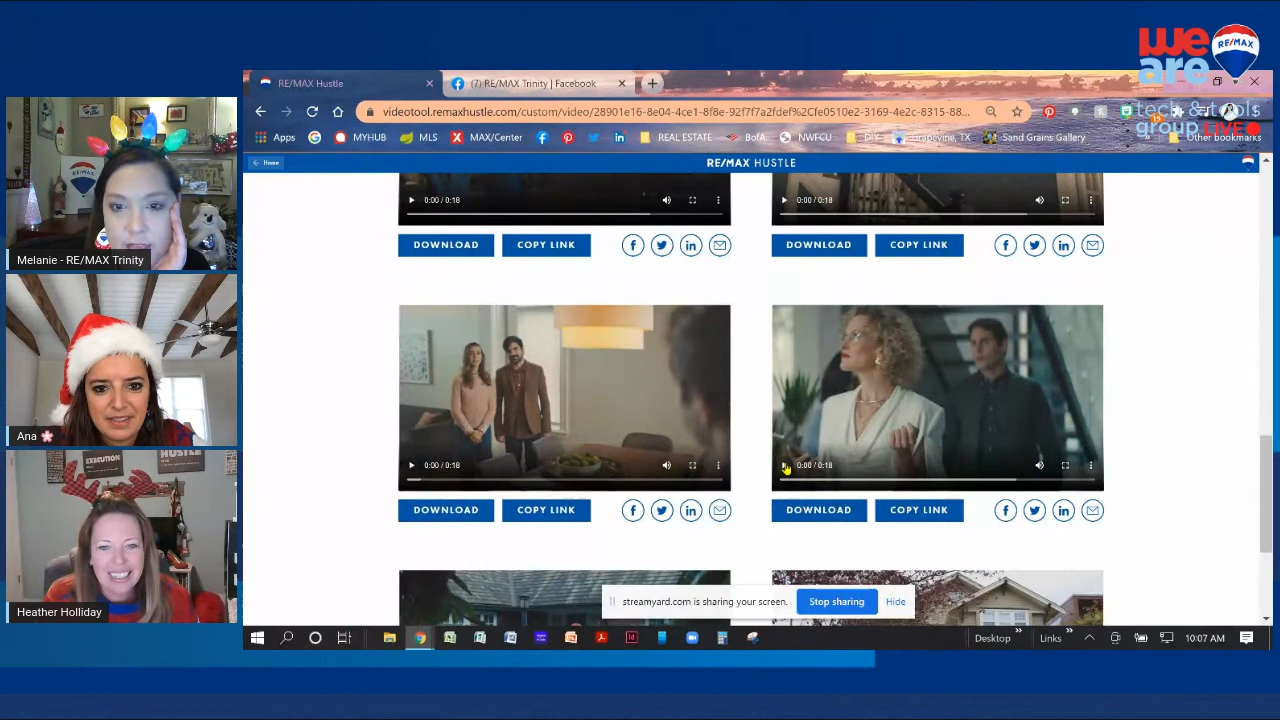 we are
RE/MAX
tech & tools
group LIVE
RE/MAX Hustle
(7) RE/MAX Trinity | Facebook
videotool.remaxhustle.com/custom/video/28901e16-8e04-4ce1-8f8e-92f7f7a2fdef%2Cfe0510e2-3169-4e2c-8315-88...
Apps
MYHUB
MLS
MAX/Center
REAL ESTATE
BofA
NWFCU
DIY
Grapevine, TX
Sand Grains Gallery
Other bookmarks
Home
RE/MAX HUSTLE
0:00 / 0:18
0:00 / 0:18
DOWNLOAD
COPY LINK
DOWNLOAD
COPY LINK
0:00 / 0:18
0:00 / 0:18
DOWNLOAD
COPY LINK
DOWNLOAD
COPY LINK
streamyard.com is sharing your screen.
Stop sharing
Hide
Desktop
Links
10:07 AM
RE/MAX
Melanie - RE/MAX Trinity
Ana
EXECUTION
HUSTLE
Heather Holliday